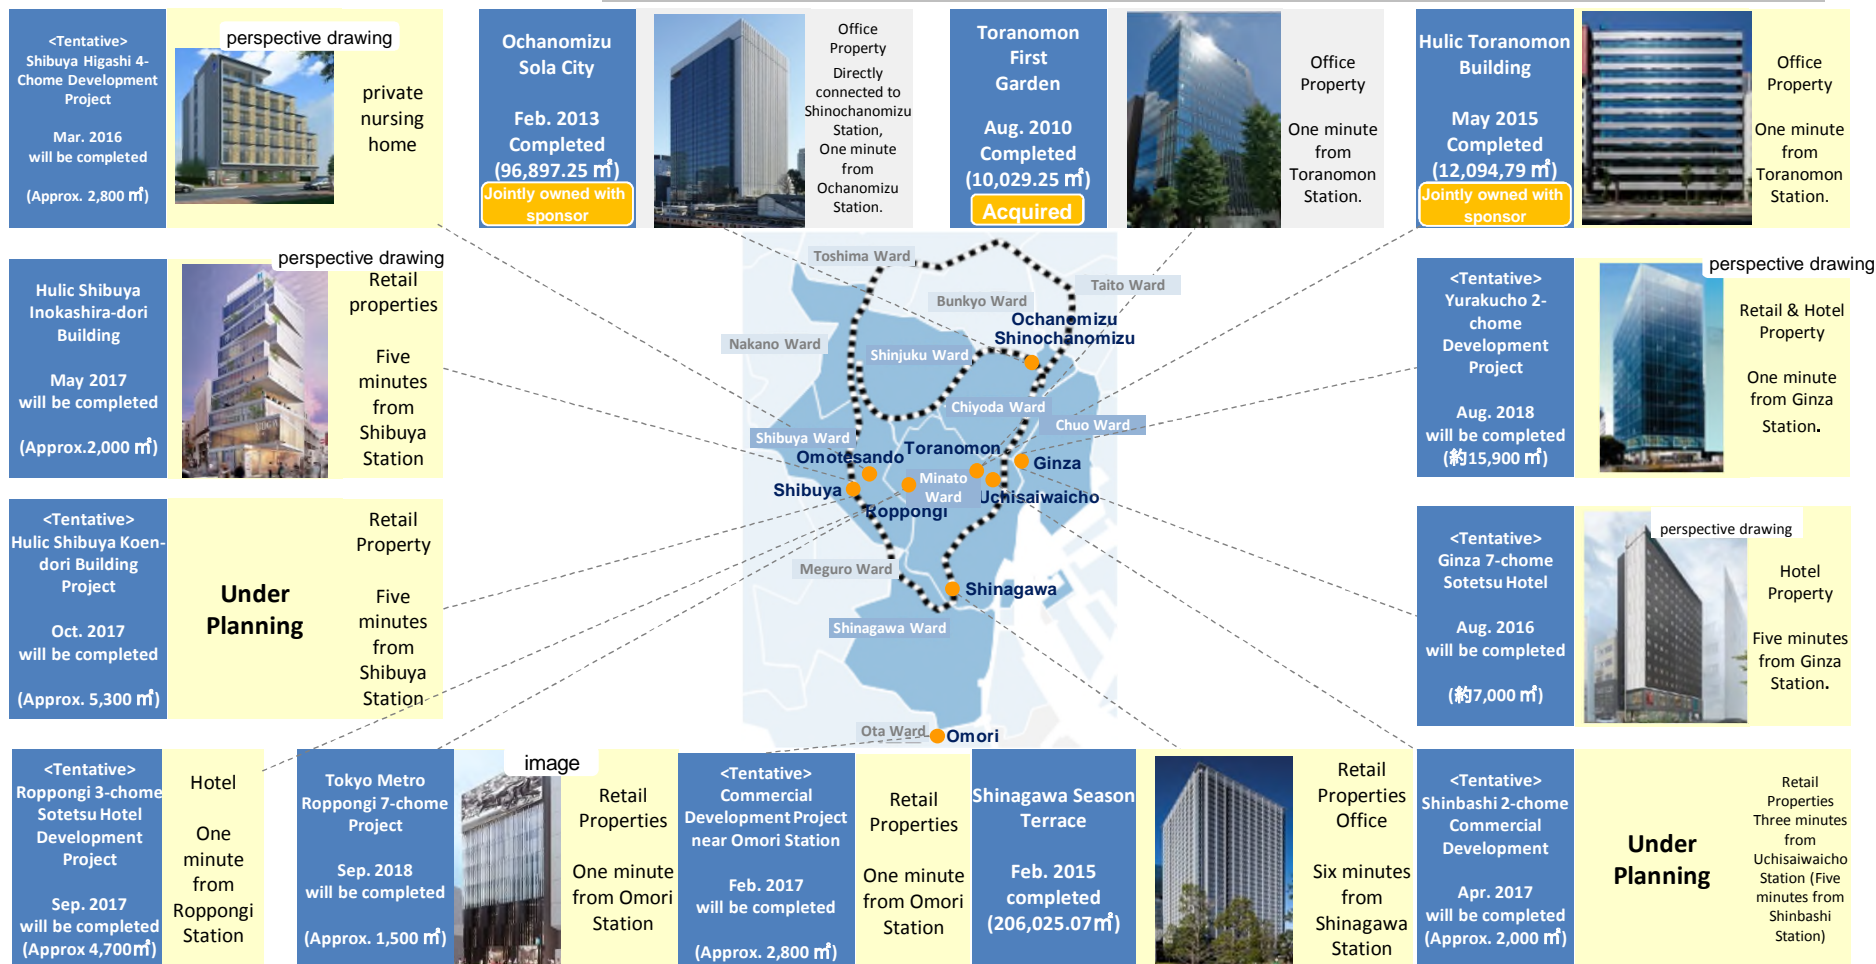 <Tentative>
Shibuya Higashi 4-
Chome Development
Project
Mar. 2016
will be completed
(Approx. 2,800 ㎡)
perspective drawing
private
nursing
home
Ochanomizu
Sola City
Feb. 2013
Completed
(96,897.25 ㎡)
Jointly owned with
sponsor
Office
Property
Directly
connected to
Shinochanomizu
Station,
One minute
from
Ochanomizu
Station.
Toranomon
First
Garden
Aug. 2010
Completed
(10,029.25 ㎡)
Acquired
Office
Property
One minute
from
Toranomon
Station.
Hulic Toranomon
Building
May 2015
Completed
(12,094,79 ㎡)
Jointly owned with
sponsor
Office
Property
One minute
from
Toranomon
Station.
Hulic Shibuya
Inokashira-dori
Building
May 2017
will be completed
(Approx.2,000 ㎡)
perspective drawing
Retail
properties
Five
minutes
from
Shibuya
Station
Toshima Ward
Taito Ward
Bunkyo Ward
Ochanomizu
Shinochanomizu
Nakano Ward
Shinjuku Ward
Chiyoda Ward
Chuo Ward
Shibuya Ward
Omotesando
Toranomon
Ginza
Shibuya
Minato
Ward
Uchisaiwaicho
Roppongi
Meguro Ward
Shinagawa
Shinagawa Ward
Ota Ward
Omori
<Tentative>
Yurakucho 2-
chome
Development
Project
Aug. 2018
will be completed
(約15,900 ㎡)
perspective drawing
Retail & Hotel
Property
One minute
from Ginza
Station.
<Tentative>
Hulic Shibuya Koen-
dori Building
Project
Oct. 2017
will be completed
(Approx. 5,300 ㎡)
Under
Planning
Retail
Property
Five
minutes
from
Shibuya
Station
<Tentative>
Ginza 7-chome
Sotetsu Hotel
Aug. 2016
will be completed
(約7,000 ㎡)
perspective drawing
Hotel
Property
Five minutes
from Ginza
Station.
<Tentative>
Roppongi 3-chome
Sotetsu Hotel
Development
Project
Sep. 2017
will be completed
(Approx 4,700㎡)
Hotel
One
minute
from
Roppongi
Station
Tokyo Metro
Roppongi 7-chome
Project
Sep. 2018
will be completed
(Approx. 1,500 ㎡)
image
Retail
Properties
One minute
from Omori
Station
<Tentative>
Commercial
Development Project
near Omori Station
Feb. 2017
will be completed
(Approx. 2,800 ㎡)
Retail
Properties
One minute
from Omori
Station
Shinagawa Season
Terrace
Feb. 2015
completed
(206,025.07㎡)
Retail
Properties
Office
Six minutes
from
Shinagawa
Station
<Tentative>
Shinbashi 2-chome
Commercial
Development
Apr. 2017
will be completed
(Approx. 2,000 ㎡)
Under
Planning
Retail
Properties
Three minutes
from
Uchisaiwaicho
Station (Five
minutes from
Shinbashi
Station)